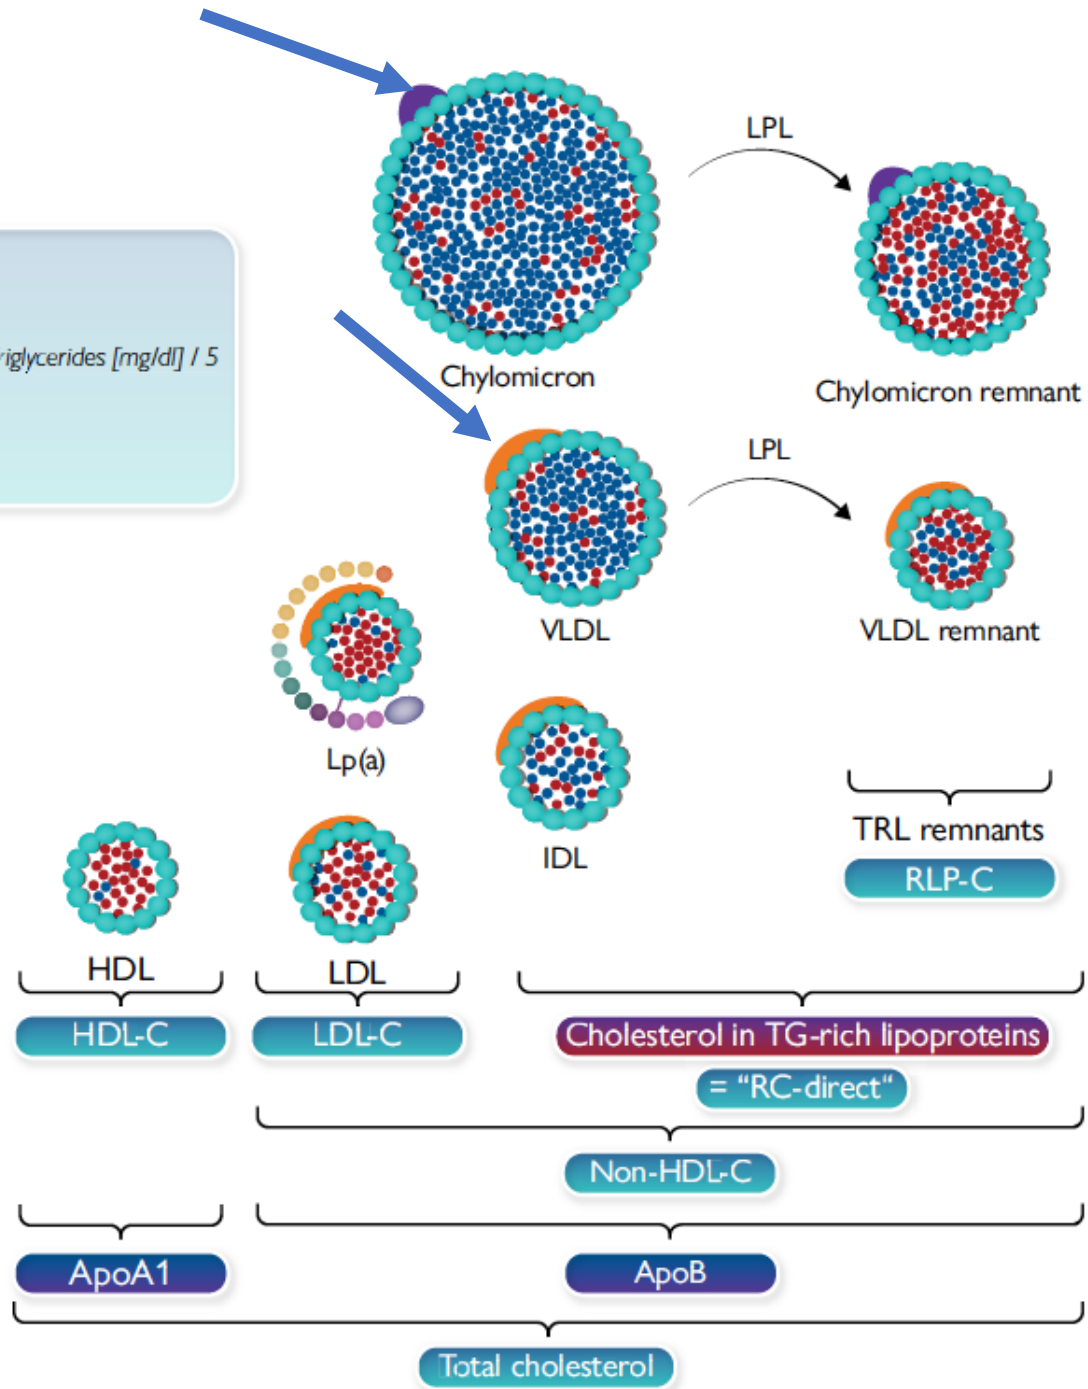 LPL
Chylomicron
Chylomicron remnant
[mg/dl] / 5
LPL
VLDL
VLDL remnant
Lp(a)
IDL
TRL remnants
RLP-C
HDL
LDL
HDL-C
LDL-C
Cholesterol in TG-rich lipoproteins
= “RC-direct“
Non-HDL-C
ApoA1
ApoB
Total cholesterol